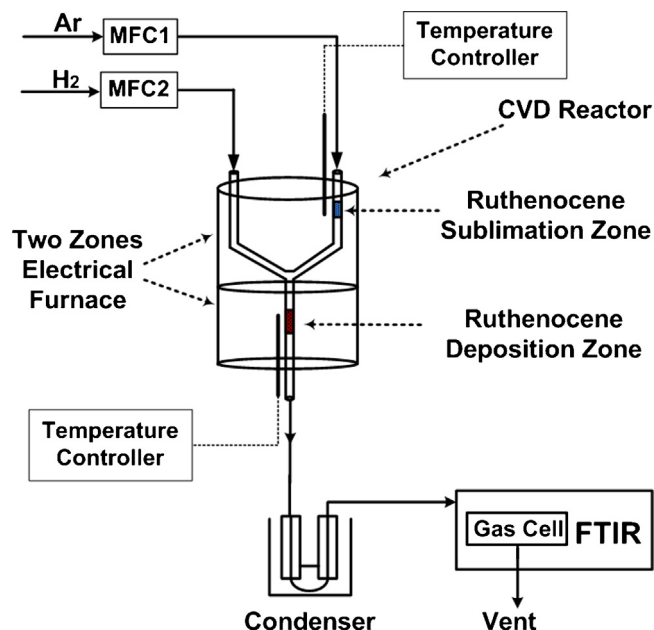 Ar
MFC1
H2
MFC2
Temperature
Controller
CVD Reactor
Ruthenocene
Sublimation Zone
Two Zones
Electrical
Furnace
Ruthenocene
Deposition Zone
Temperature
Controller
Gas Cell
FTIR
Condenser
Vent